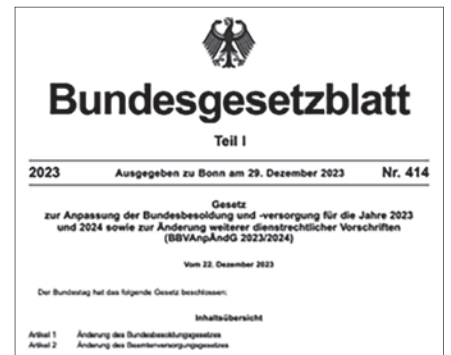 Bundesgesetzblatt
Teil I
2023 Ausgegeben zu Bonn am 29. Dezember 2023 Nr. 414
Gesetz
zur Anpassung der Bundesbesoldung und -versorgung für die Jahre 2023
und 2024 sowie zur Änderung weiterer dienstrechtlicher Vorschriften
(BBVAnpÄndG 2023/2024)
Vom 22. Dezember 2023
Der Bundestag hat das folgende Gesetz beschlossen:
Inhaltsübersicht
Artikel 1 Änderung des Bundesbesoldungsgesetzes
Artikel 2 Änderung des Beamtenversorgungsgesetzes